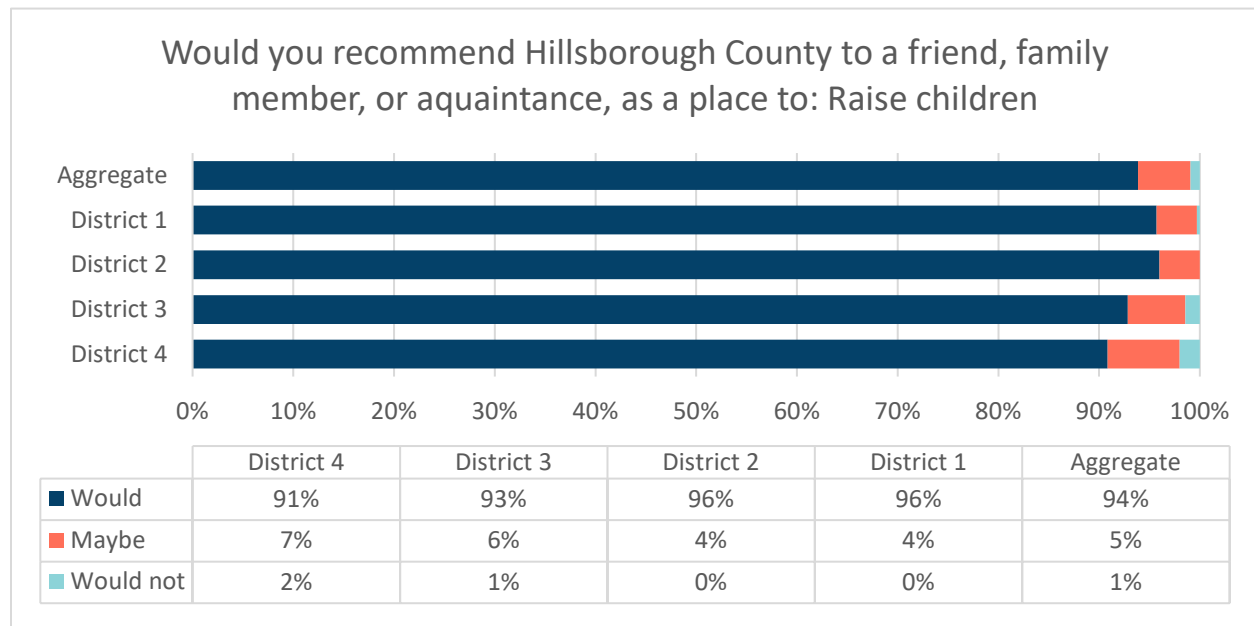 Would you recommend Hillsborough County to a friend, family
member, or aquaintance, as a place to: Raise children
Aggregate
District 1
District 2
District 3
District 4
0% 10% 20% 30% 40% 50% 60% 70% 80% 90% 100%
District 4 District 3 District 2 District 1 Aggregate
Would 91% 93% 96% 96% 94%
Maybe 7% 6% 4% 4% 5%
Would not 2% 1% 0% 0% 1%